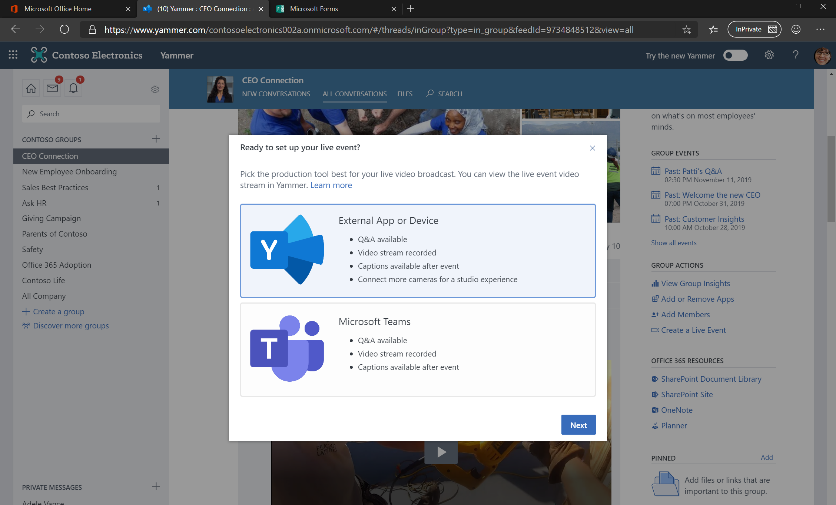 Microsoft Office Home
(10) Yammer : CEO Connection
Microsoft Forms
https://www.yammer.com/contosoelectronics002a.onmicrosoft.com/#/threads/inGroup?type=in_group&feedId=9734848512&view=all
InPrivate
Contoso Electronics
Yammer
Try the new Yammer
?
Search
CONTOSO GROUPS
CEO Connection
New Employee Onboarding
Sales Best Practices 1
Ask HR 1
Giving Campaign
Parents of Contoso
Safety
Office 365 Adoption
Contoso Life
All Company
Create a group
Discover more groups
PRIVATE MESSAGES
CEO Connection
NEW CONVERSATIONS ALL CONVERSATIONS FILES SEARCH
Ready to set up your live event?
Pick the production tool best for your live video broadcast. You can view the live event video
stream in Yammer. Learn more
Y
External App or Device
• Q&A available
• Video stream recorded
• Captions available after event
• Connect more cameras for a studio experience
T
Microsoft Teams
• Q&A available
• Video stream recorded
• Captions available after event
Next
10
on what's on most employees'
minds.
GROUP EVENTS
Past: Patti's Q&A
02:30 PM November 11, 2019
Past: Welcome the new CEO
07:00 PM October 31, 2019
Past: Customer Insights
10:00 AM October 28, 2019
Show all events
GROUP ACTIONS
View Group Insights
Add or Remove Apps
Add Members
Create a Live Event
OFFICE 365 RESOURCES
SharePoint Document Library
SharePoint Site
OneNote
Planner
PINNED Add
Add files or links that are
important to this group.